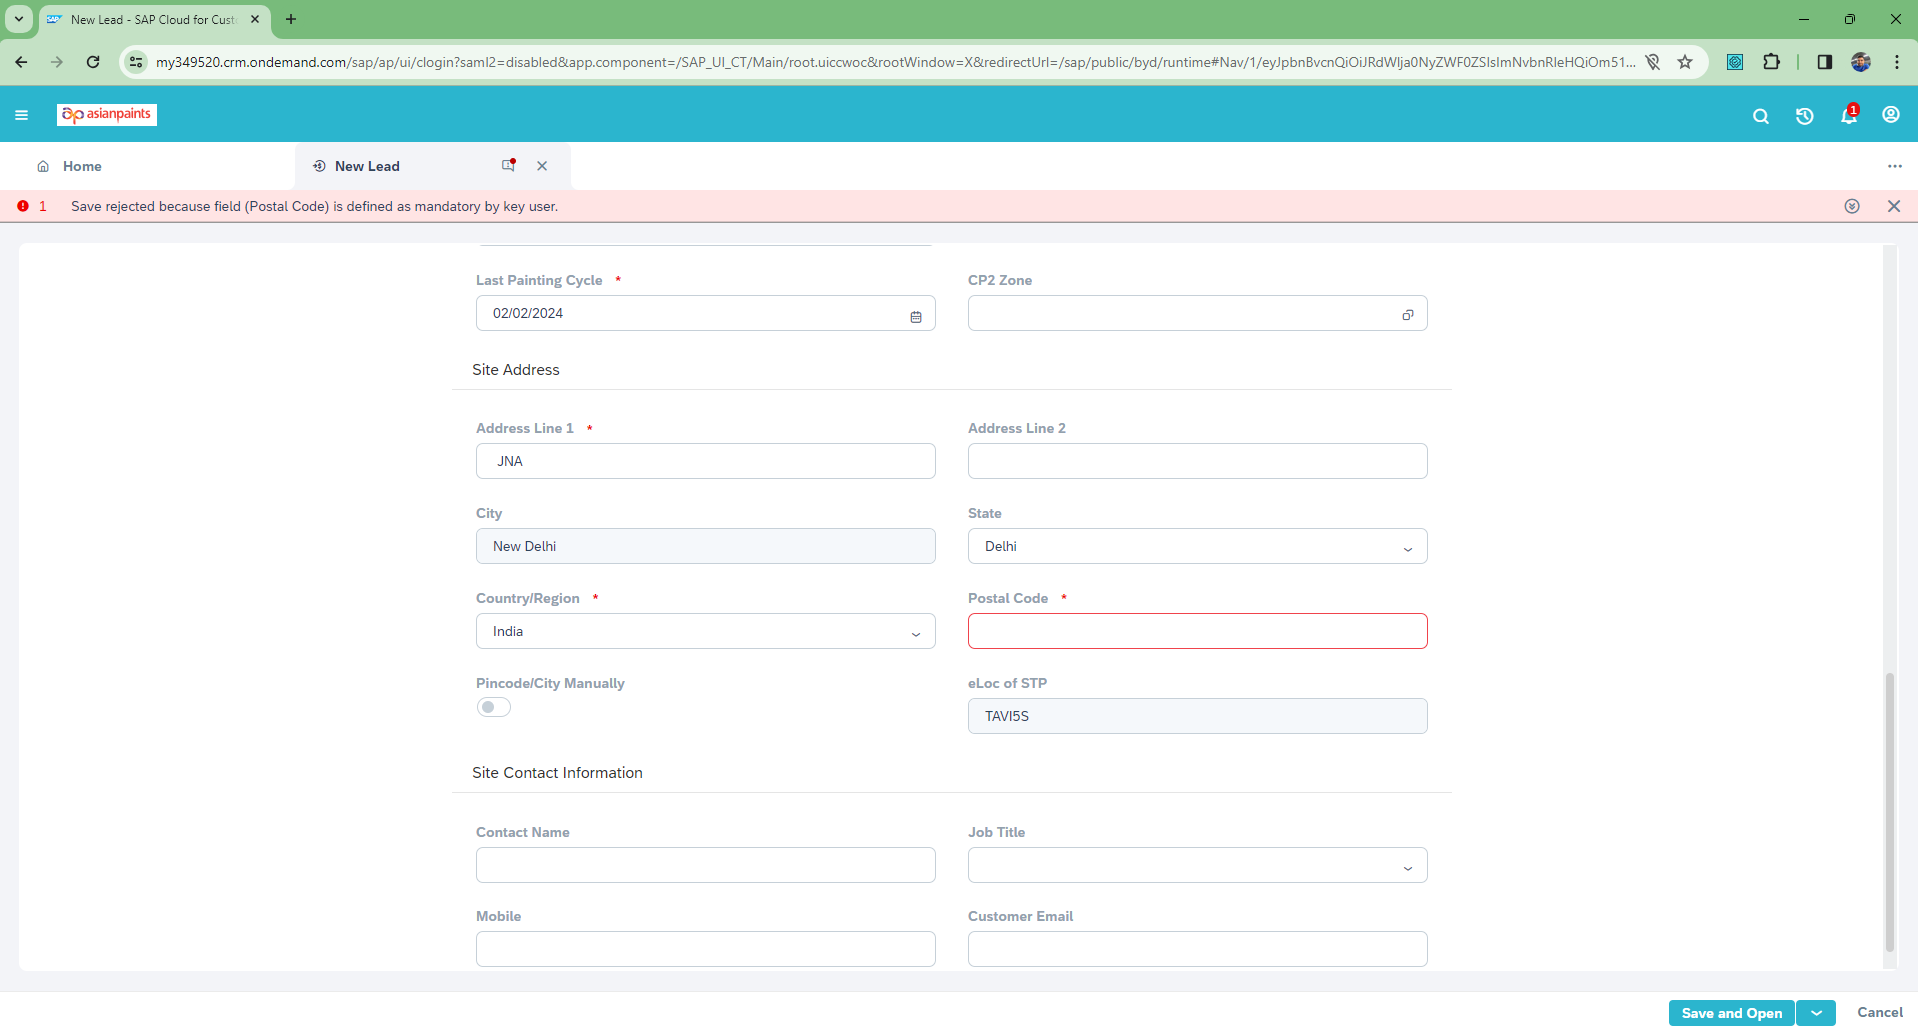 New Lead - SAP Cloud for Cust
my349520.crm.ondemand.com/sap/ap/ui/clogin?saml2=disabled&app.component=/SAP_UI_CT/Main/root.uiccwoc&rootWindow=X&redirectUrl=/sap/public/byd/runtime#Nav/1/eyJpbnBvcnQiOiJRdWlja0NyZWF0ZSIsImNvbnRleHQiOm51...
asianpaints
1
Home
New Lead
1 Save rejected because field (Postal Code) is defined as mandatory by key user.
Last Painting Cycle *
CP2 Zone
02/02/2024
Site Address
Address Line 1 *
Address Line 2
JNA
City
State
New Delhi
Delhi
Country/Region *
Postal Code *
India
Pincode/City Manually
eLoc of STP
TAVI5S
Site Contact Information
Contact Name
Job Title
Mobile
Customer Email
Save and Open
Cancel